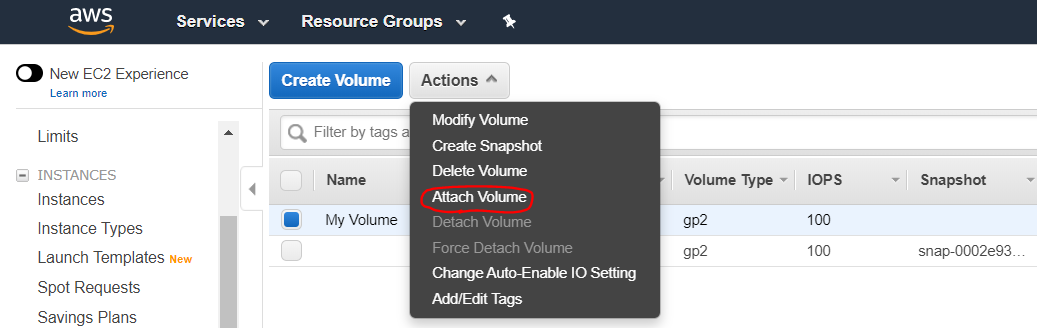 aws Services Resource Groups
New EC2 Experience
Learn more
Limits
INSTANCES
Instances
Instance Types
Launch Templates New
Spot Requests
Savings Plans
Create Volume Actions
Modify Volume
Create Snapshot
Delete Volume
Attach Volume
Detach Volume
Force Detach Volume
Change Auto-Enable IO Setting
Add/Edit Tags
Filter by tags a
Name Volume Type IOPS Snapshot
My Volume gp2 100
gp2 100 snap-0002e93...